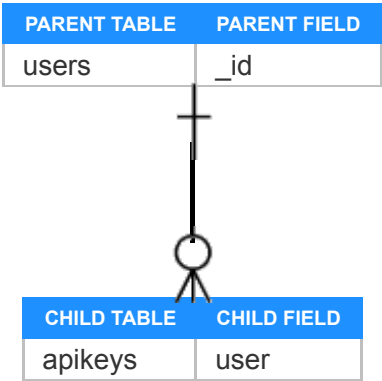 PARENT TABLE PARENT FIELD
users _id
CHILD TABLE CHILD FIELD
apikeys user